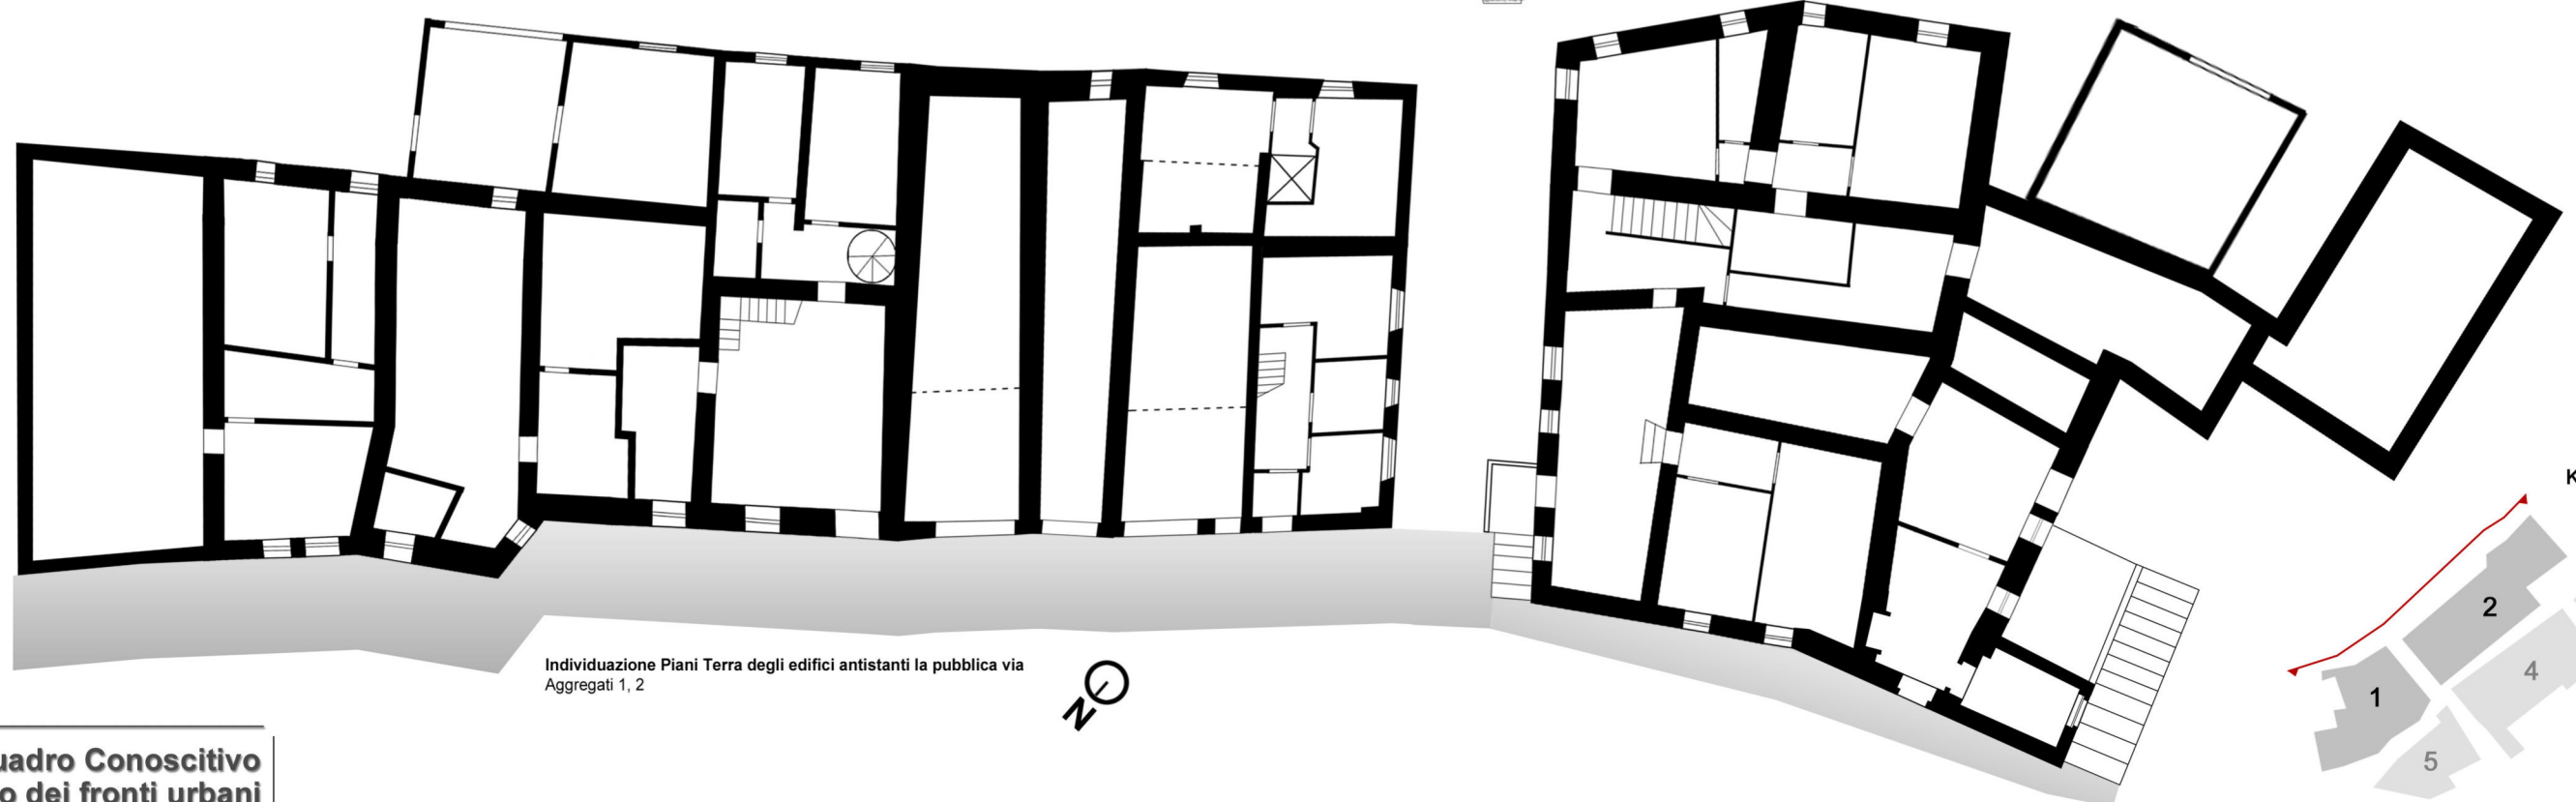 Individuazione Piani Terra degli edifici antistanti la pubblica via
Aggregati 1, 2
N
uadro Conoscitivo
o dei fronti urbani
K
2
4
1
5